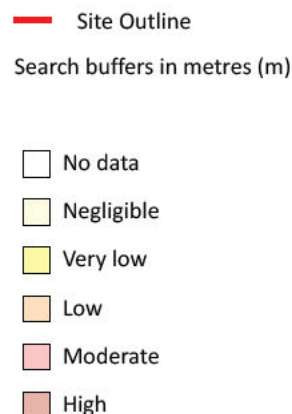 Site Outline
Search buffers in metres (m)
No data
Negligible
Very low
Low
Moderate
High